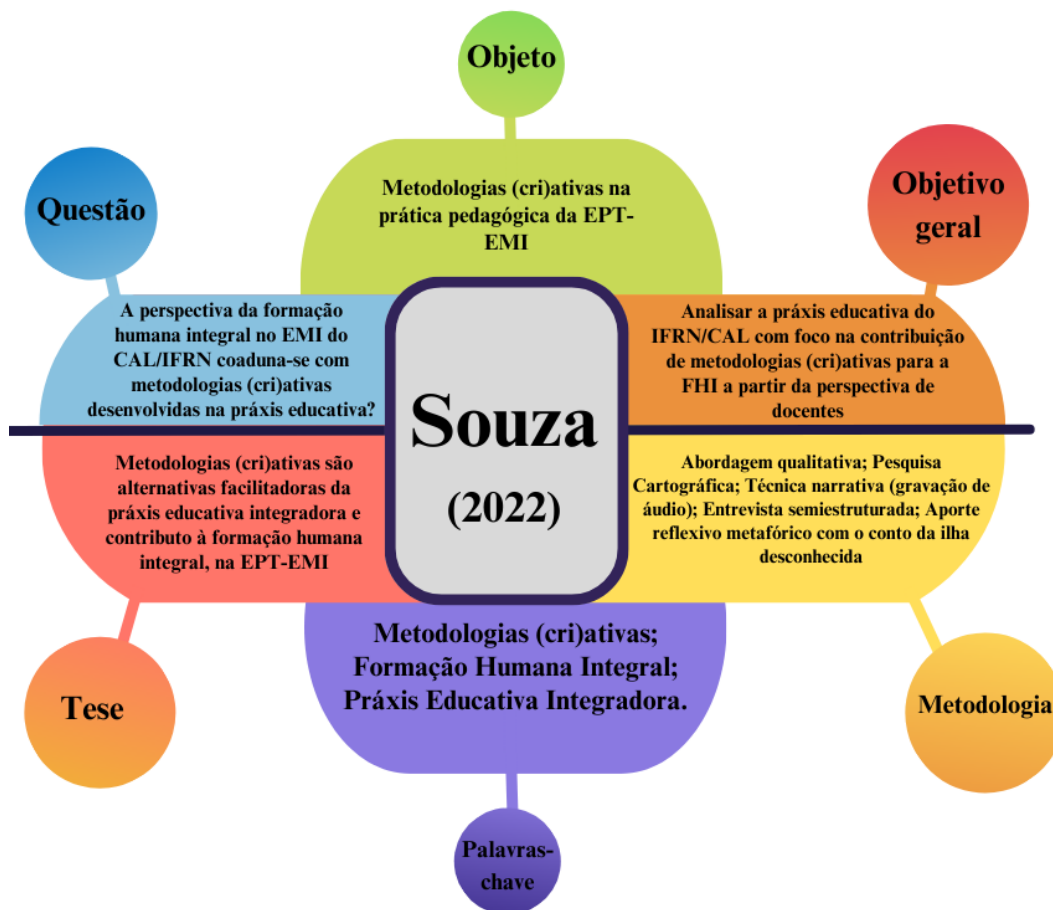 Objeto
Metodologias (cri)ativas na
prática pedagógica da EPT-
EMI
Questão
A perspectiva da formação
humana integral no EMI do
CAL/IFRN coaduna-se com
metodologias (cri)ativas
desenvolvidas na práxis educativa?
Objetivo
geral
Analisar a práxis educativa do
IFRN/CAL com foco na contribuição
de metodologias (cri)ativas para a
FHI a partir da perspectiva de
docentes
Souza
(2022)
Metodologias (cri)ativas são
alternativas facilitadoras da
práxis educativa integradora e
contributo à formação humana
integral, na EPT-EMI
Tese
Abordagem qualitativa; Pesquisa
Cartográfica; Técnica narrativa (gravação de
áudio); Entrevista semiestruturada; Aporte
reflexivo metafórico com o conto da ilha
desconhecida
Metodologia
Metodologias (cri)ativas;
Formação Humana Integral;
Práxis Educativa Integradora.
Palavras-
chave